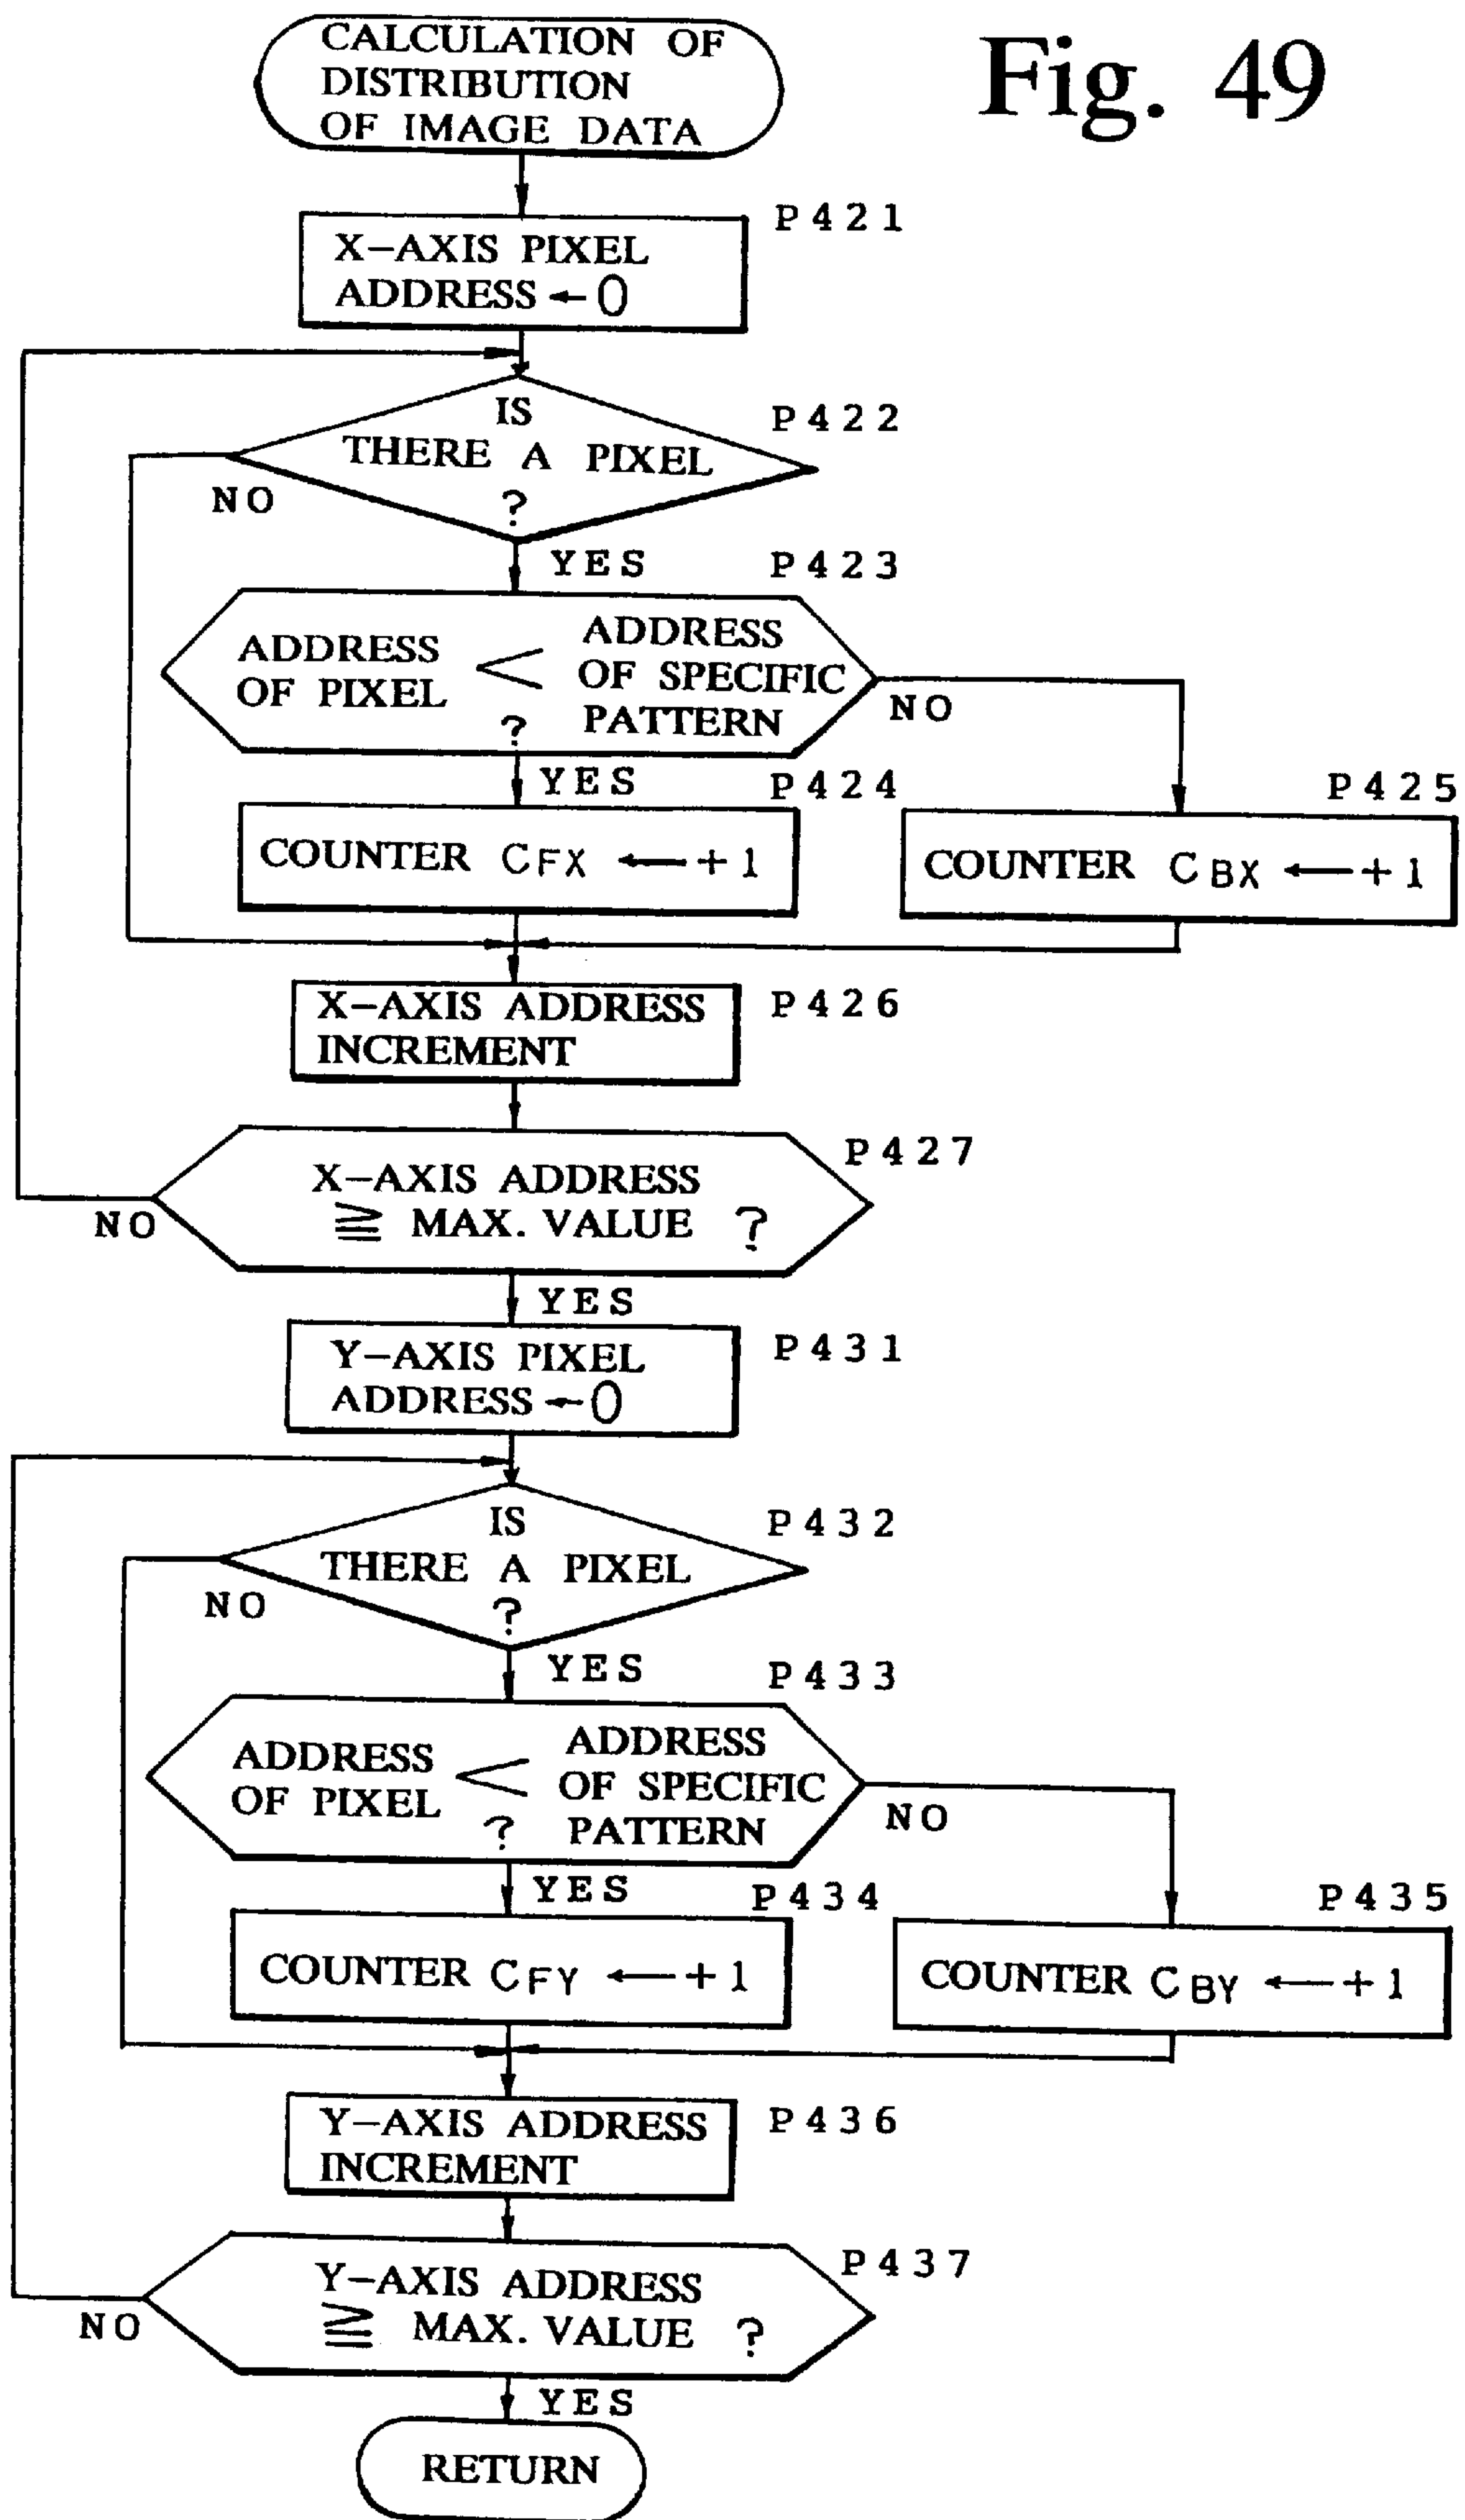 Fig. 49
CALCULATION OF
DISTRIBUTION
OF IMAGE DATA
P421
X-AXIS PIXEL
ADDRESS ← 0
P422
IS
THERE A PIXEL
?
NO
YES
P423
ADDRESS
OF PIXEL
<
ADDRESS
OF SPECIFIC
PATTERN
?
NO
YES
P424
COUNTER CFX ← +1
P425
COUNTER CBX ← +1
P426
X-AXIS ADDRESS
INCREMENT
P427
X-AXIS ADDRESS
≧ MAX. VALUE ?
NO
YES
P431
Y-AXIS PIXEL
ADDRESS ← 0
P432
IS
THERE A PIXEL
?
NO
YES
P433
ADDRESS
OF PIXEL
<
ADDRESS
OF SPECIFIC
PATTERN
?
NO
YES
P434
COUNTER CFY ← +1
P435
COUNTER CBY ← +1
P436
Y-AXIS ADDRESS
INCREMENT
P437
Y-AXIS ADDRESS
≧ MAX. VALUE ?
NO
YES
RETURN